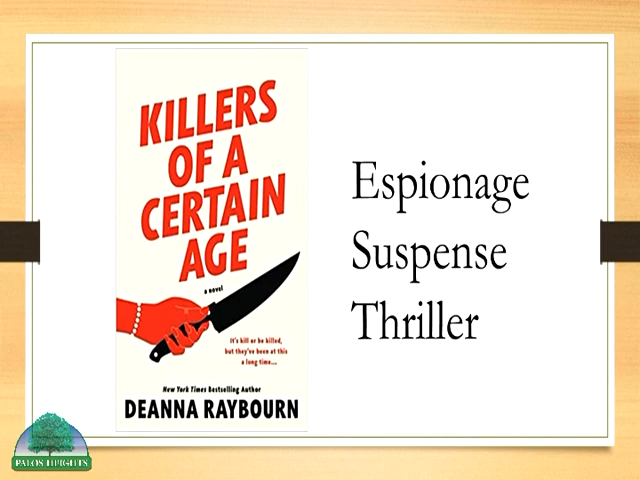 KILLERS
OF A
CERTAIN
AGE
a novel
It's kill or be killed,
but they've been at this
a long time....
New York Times Bestselling Author
DEANNA RAYBOURN
Espionage
Suspense
Thriller
PALOS HEIGHTS